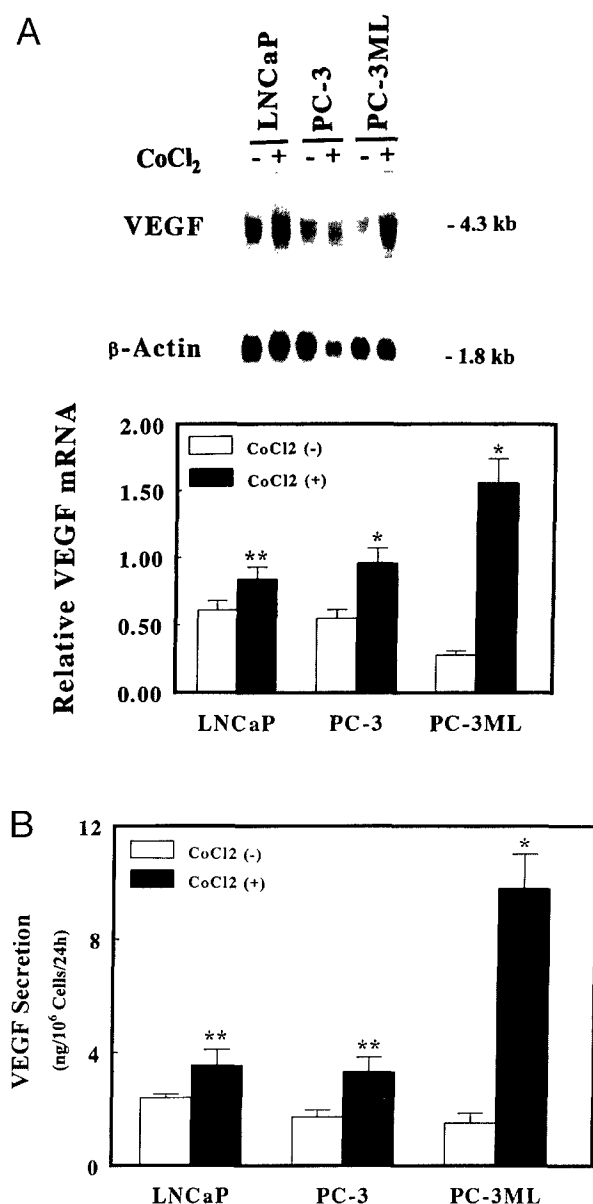 A
LNCaP PC-3 PC-3ML
CoCl2 - + - + - +
VEGF - 4.3 kb
β-Actin - 1.8 kb
Relative VEGF mRNA
2.00
1.50
1.00
0.50
0.00
CoCl2 (-)
CoCl2 (+)
** * *
LNCaP PC-3 PC-3ML
B
VEGF Secretion
(ng/10⁶ Cells/24h)
12
8
4
0
CoCl2 (-)
CoCl2 (+)
** ** *
LNCaP PC-3 PC-3ML